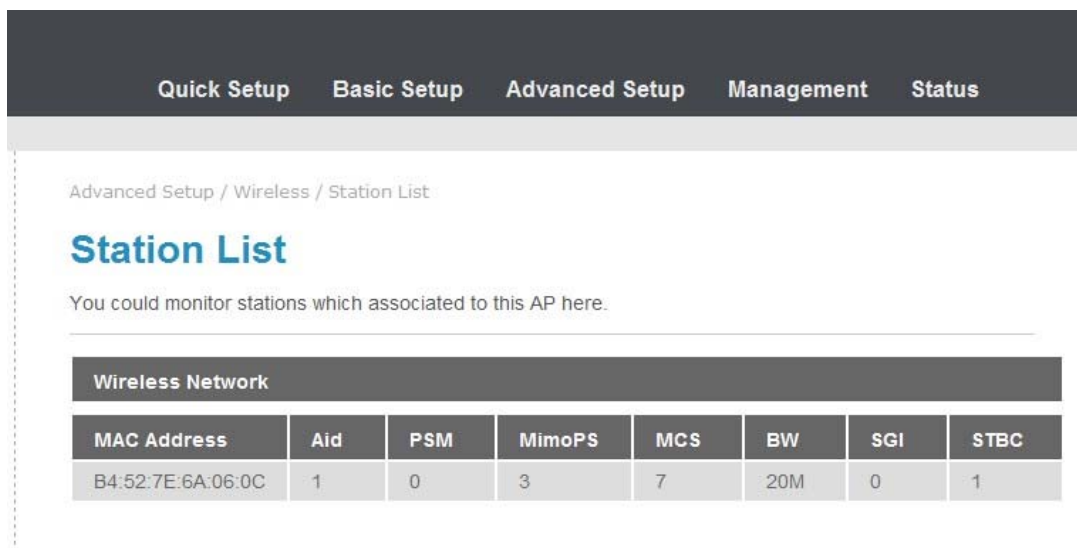 Quick Setup Basic Setup Advanced Setup Management Status
Advanced Setup / Wireless / Station List
Station List
You could monitor stations which associated to this AP here.
Wireless Network
MAC Address Aid PSM MimoPS MCS BW SGI STBC
B4:52:7E:6A:06:0C 1 0 3 7 20M 0 1